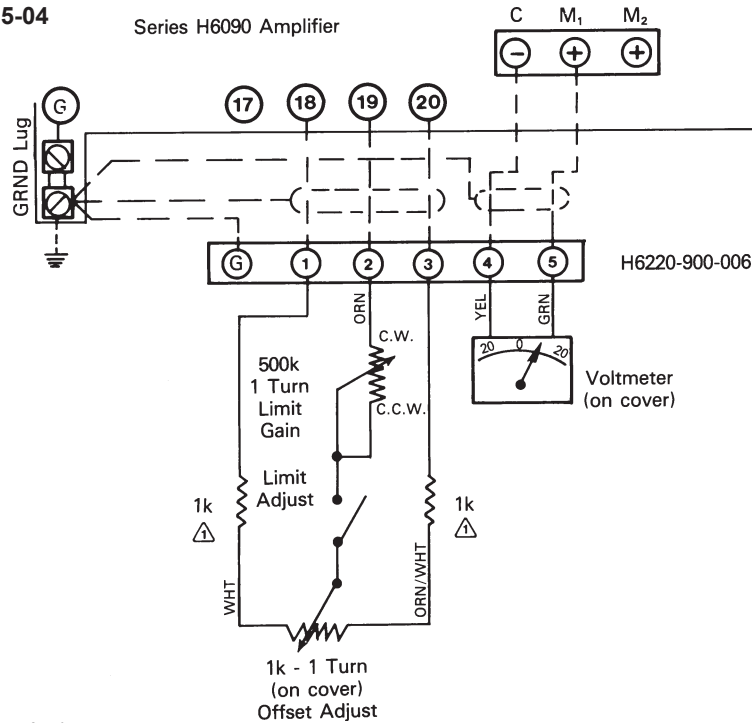 5-04
Series H6090 Amplifier
C M₁ M₂
− + +
G 17 18 19 20
GRND Lug
G 1 2 3 4 5
H6220-900-006
ORN
YEL
GRN
C.W.
20 0 20
500k
1 Turn
Limit
Gain
C.C.W.
Voltmeter
(on cover)
Limit
Adjust
1k
1
1k
1
WHT
ORN/WHT
1k - 1 Turn
(on cover)
Offset Adjust